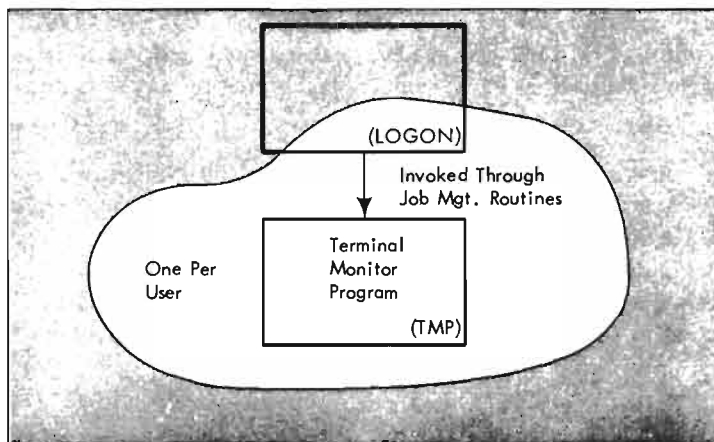 (LOGON)
Invoked Through
Job Mgt. Routines
One Per
User
Terminal
Monitor
Program
(TMP)